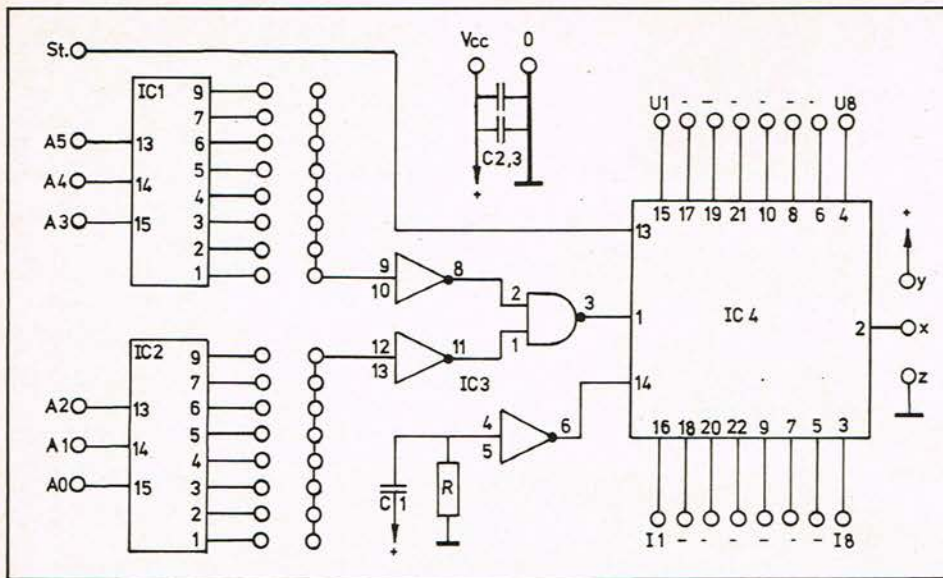 St.
Vcc 0
IC1
9
7
A5 13 6
5
A4 14 4
A3 15 3
2
1
C2,3
+
U1 - - - - - - U8
15 17 19 21 10 8 6 4
13
+
y
9 8
10
2 3
1
1 IC4 2 x
12 11
13
IC3
z
14
IC2
9
7
A2 13 6
5
A1 14 4
A0 15 3
2
1
4 6
5
C1
R
+
16 18 20 22 9 7 5 3
I1 - - - - - - I8